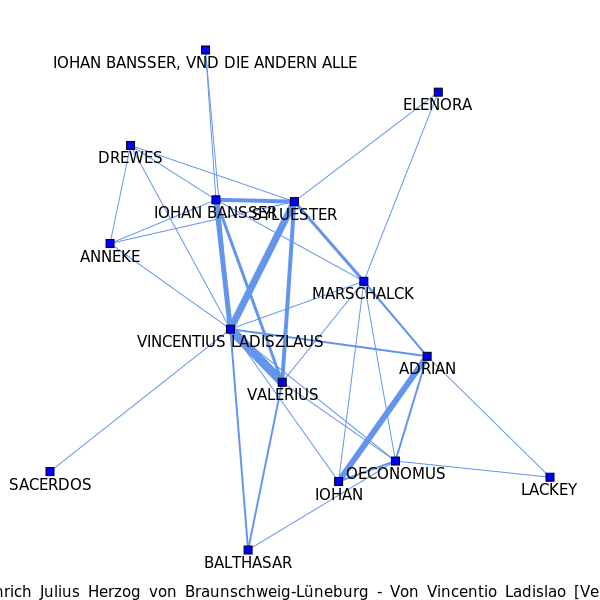 IOHAN BANSSER, VND DIE ANDERN ALLE
ELENORA
DREWES
IOHAN BANSSER
SYLUESTER
ANNEKE
MARSCHALCK
VINCENTIUS LADISZLAUS
ADRIAN
VALERIUS
OECONOMUS
SACERDOS
IOHAN
LACKEY
BALTHASAR
nrich Julius Herzog von Braunschweig-Lüneburg - Von Vincentio Ladislao [Ve